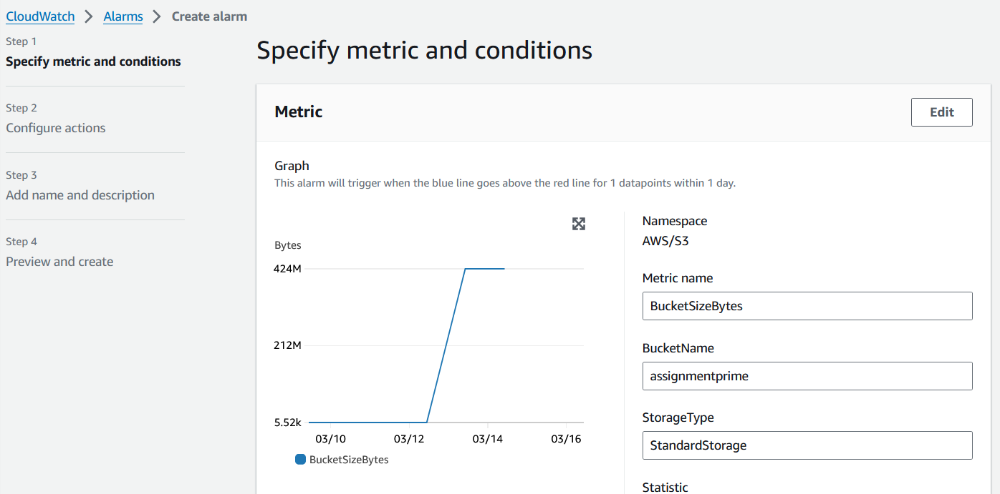 CloudWatch > Alarms > Create alarm
Step 1
Specify metric and conditions
Step 2
Configure actions
Step 3
Add name and description
Step 4
Preview and create
Specify metric and conditions
Metric
Edit
Graph
This alarm will trigger when the blue line goes above the red line for 1 datapoints within 1 day.
Bytes
424M
212M
5.52k
03/10 03/12 03/14 03/16
BucketSizeBytes
Namespace
AWS/S3
Metric name
BucketSizeBytes
BucketName
assignmentprime
StorageType
StandardStorage
Statistic